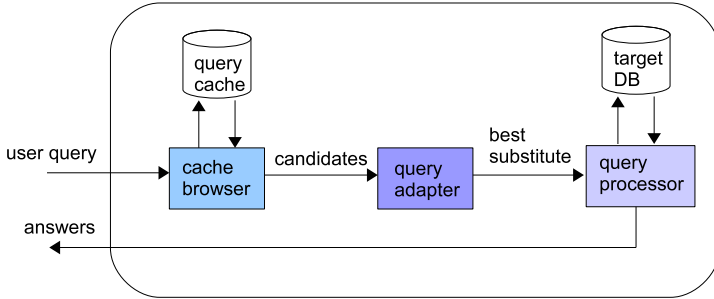 query
cache
target
DB
user query
cache
browser
candidates
query
adapter
best
substitute
query
processor
answers